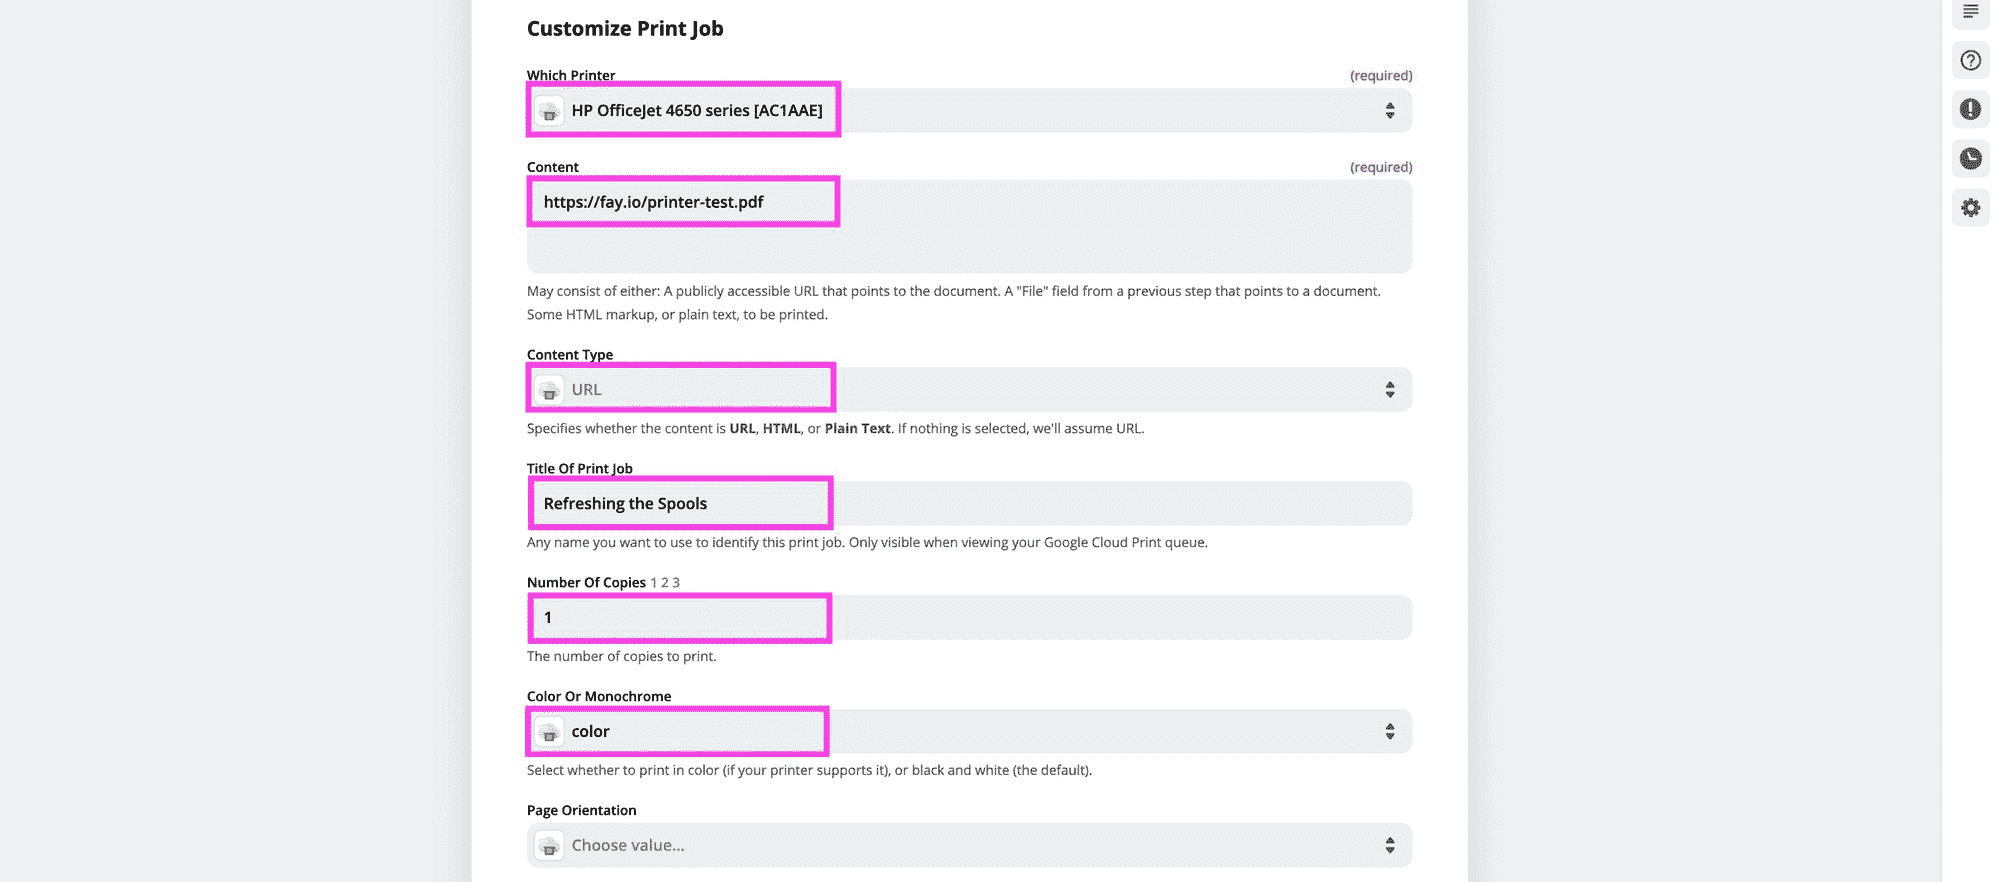 Customize Print Job
Which Printer (required)
HP OfficeJet 4650 series [AC1AAE]
Content (required)
https://fay.io/printer-test.pdf
May consist of either: A publicly accessible URL that points to the document. A "File" field from a previous step that points to a document.
Some HTML markup, or plain text, to be printed.
Content Type
URL
Specifies whether the content is URL, HTML, or Plain Text. If nothing is selected, we'll assume URL.
Title Of Print Job
Refreshing the Spools
Any name you want to use to identify this print job. Only visible when viewing your Google Cloud Print queue.
Number Of Copies 1 2 3
1
The number of copies to print.
Color Or Monochrome
color
Select whether to print in color (if your printer supports it), or black and white (the default).
Page Orientation
Choose value...